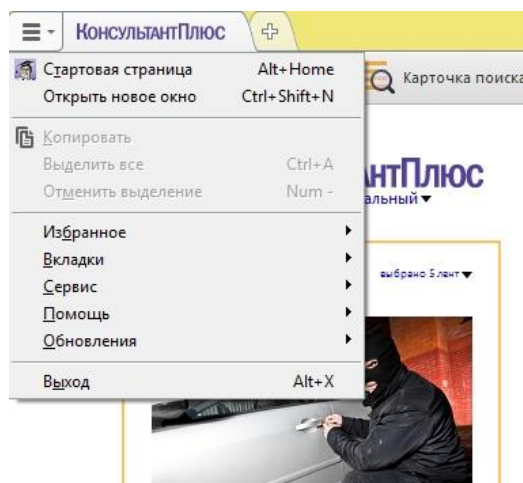 КонсультантПлюс
Стартовая страница Alt+Home
Открыть новое окно Ctrl+Shift+N
Карточка поиска
Копировать
Выделить все Ctrl+A
Отменить выделение Num -
нтПлюс
альный
Избранное
Вкладки
выбрано 5 лент
Сервис
Помощь
Обновления
Выход Alt+X